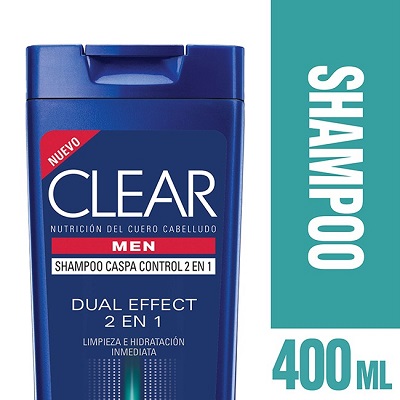 NUEVO
CLEAR
NUTRICIÓN DEL CUERO CABELLUDO
MEN
SHAMPOO CASPA CONTROL 2 EN 1
DUAL EFFECT
2 EN 1
LIMPIEZA E HIDRATACIÓN
INMEDIATA
SHAMPOO
400 ML